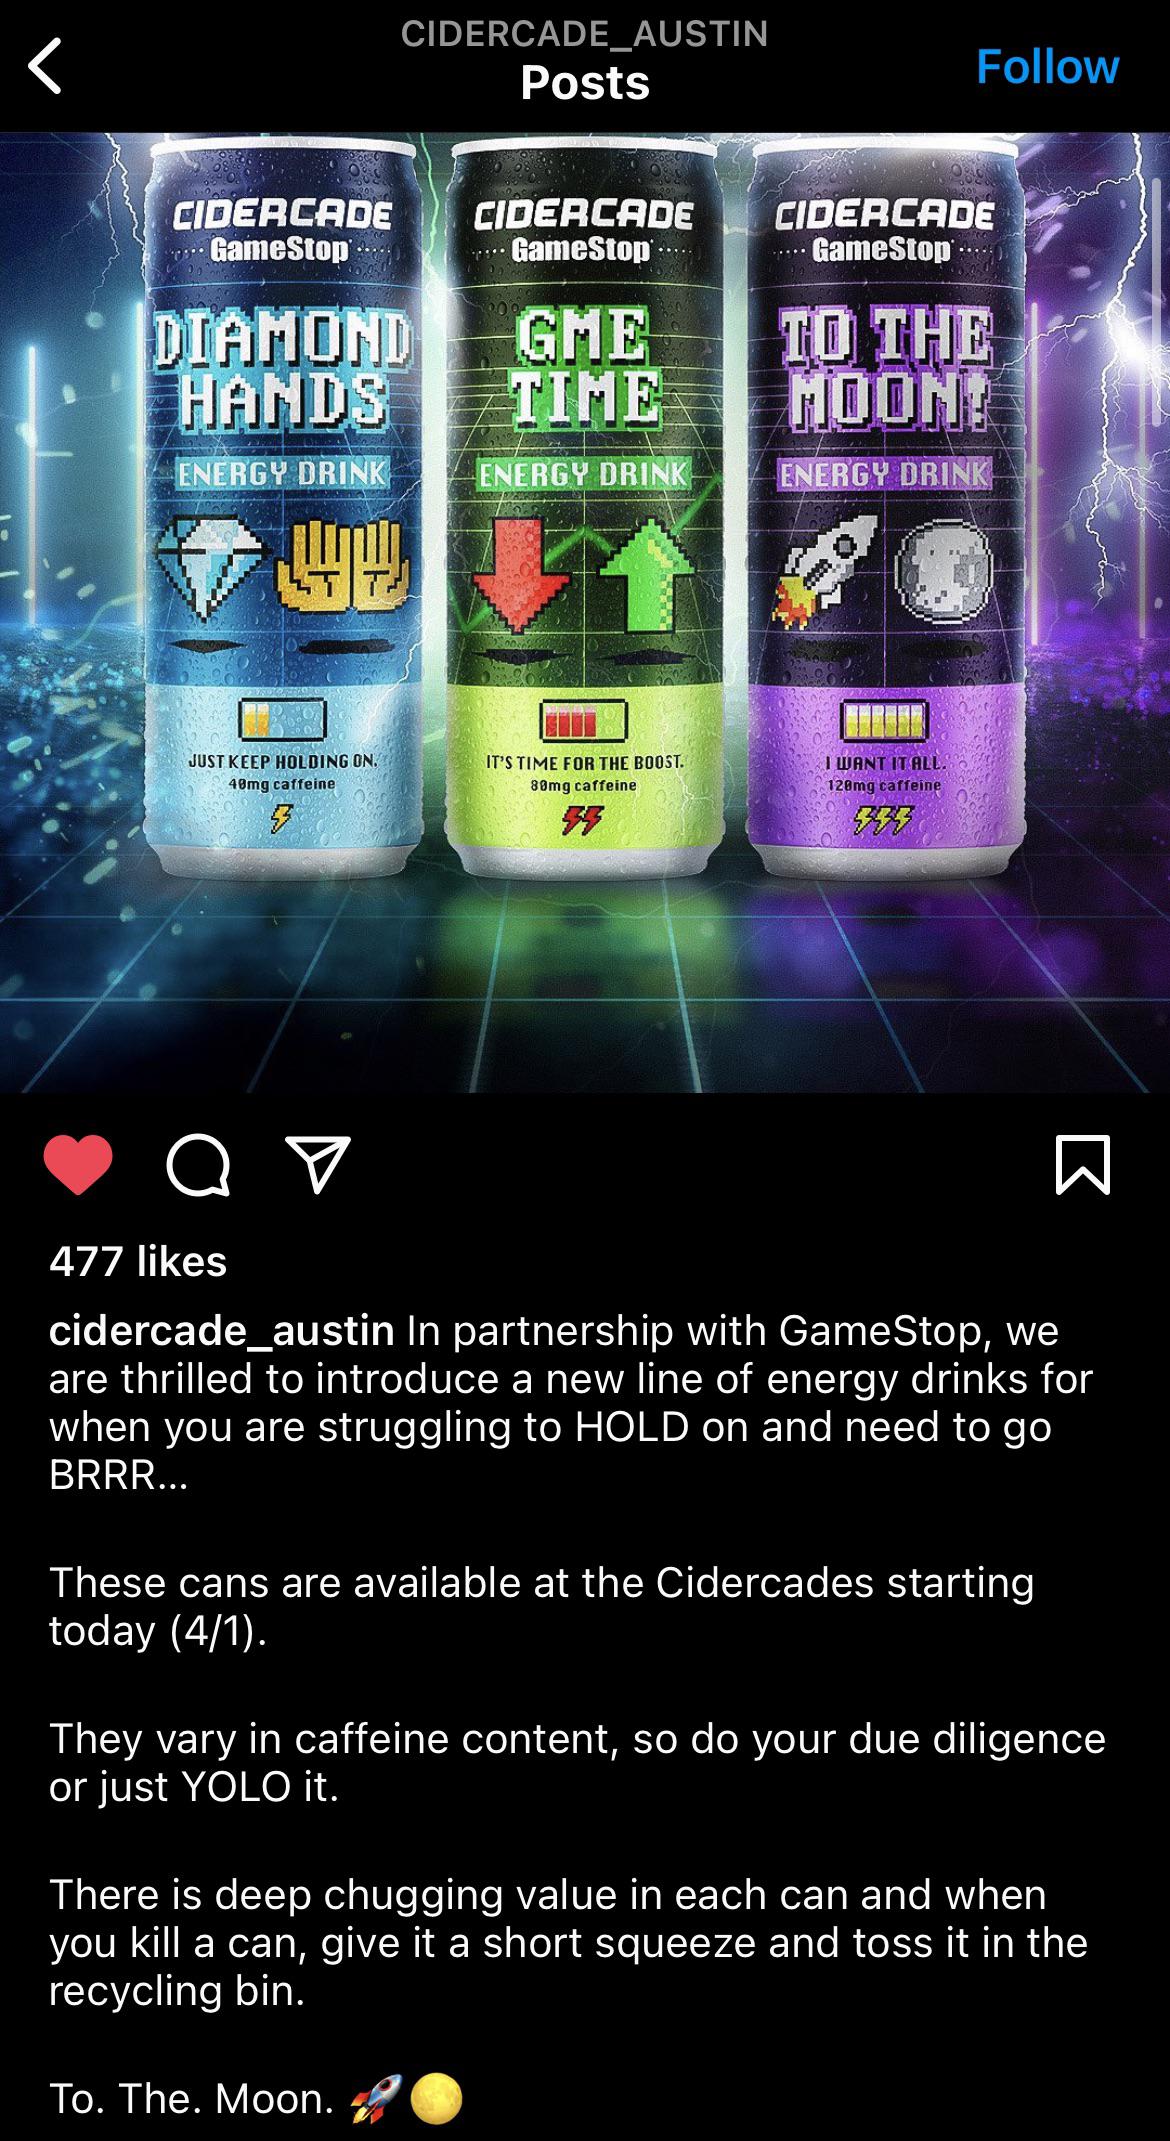 CIDERCADE_AUSTIN
Posts
Follow
CIDERCADE
GameStop
DIAMOND
HANDS
ENERGY DRINK
JUST KEEP HOLDING ON.
40mg caffeine
CIDERCADE
GameStop
GME
TIME
ENERGY DRINK
IT'S TIME FOR THE BOOST.
80mg caffeine
CIDERCADE
GameStop
TO THE
MOON!
ENERGY DRINK
I WANT IT ALL.
120mg caffeine
477 likes
cidercade_austin In partnership with GameStop, we
are thrilled to introduce a new line of energy drinks for
when you are struggling to HOLD on and need to go
BRRR...
These cans are available at the Cidercades starting
today (4/1).
They vary in caffeine content, so do your due diligence
or just YOLO it.
There is deep chugging value in each can and when
you kill a can, give it a short squeeze and toss it in the
recycling bin.
To. The. Moon. 🚀🌕